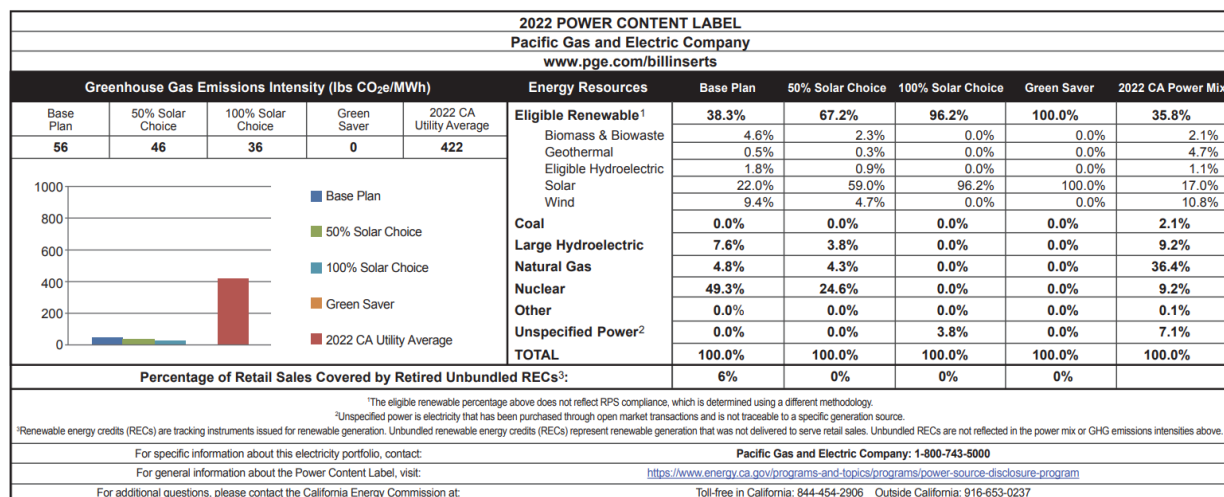 2022 POWER CONTENT LABEL
Pacific Gas and Electric Company
www.pge.com/billinserts
Greenhouse Gas Emissions Intensity (lbs CO₂e/MWh)
Base Plan
50% Solar Choice
100% Solar Choice
Green Saver
2022 CA Utility Average
56 46 36 0 422
1000
800
600
400
200
0
Base Plan
50% Solar Choice
100% Solar Choice
Green Saver
2022 CA Utility Average
Energy Resources Base Plan 50% Solar Choice 100% Solar Choice Green Saver 2022 CA Power Mix
Eligible Renewable¹ 38.3% 67.2% 96.2% 100.0% 35.8%
Biomass & Biowaste 4.6% 2.3% 0.0% 0.0% 2.1%
Geothermal 0.5% 0.3% 0.0% 0.0% 4.7%
Eligible Hydroelectric 1.8% 0.9% 0.0% 0.0% 1.1%
Solar 22.0% 59.0% 96.2% 100.0% 17.0%
Wind 9.4% 4.7% 0.0% 0.0% 10.8%
Coal 0.0% 0.0% 0.0% 0.0% 2.1%
Large Hydroelectric 7.6% 3.8% 0.0% 0.0% 9.2%
Natural Gas 4.8% 4.3% 0.0% 0.0% 36.4%
Nuclear 49.3% 24.6% 0.0% 0.0% 9.2%
Other 0.0% 0.0% 0.0% 0.0% 0.1%
Unspecified Power² 0.0% 0.0% 3.8% 0.0% 7.1%
TOTAL 100.0% 100.0% 100.0% 100.0% 100.0%
Percentage of Retail Sales Covered by Retired Unbundled RECs³: 6% 0% 0% 0%
¹The eligible renewable percentage above does not reflect RPS compliance, which is determined using a different methodology.
²Unspecified power is electricity that has been purchased through open market transactions and is not traceable to a specific generation source.
³Renewable energy credits (RECs) are tracking instruments issued for renewable generation. Unbundled renewable energy credits (RECs) represent renewable generation that was not delivered to serve retail sales. Unbundled RECs are not reflected in the power mix or GHG emissions intensities above.
For specific information about this electricity portfolio, contact: Pacific Gas and Electric Company: 1-800-743-5000
For general information about the Power Content Label, visit: https://www.energy.ca.gov/programs-and-topics/programs/power-source-disclosure-program
For additional questions, please contact the California Energy Commission at: Toll-free in California: 844-454-2906 Outside California: 916-653-0237